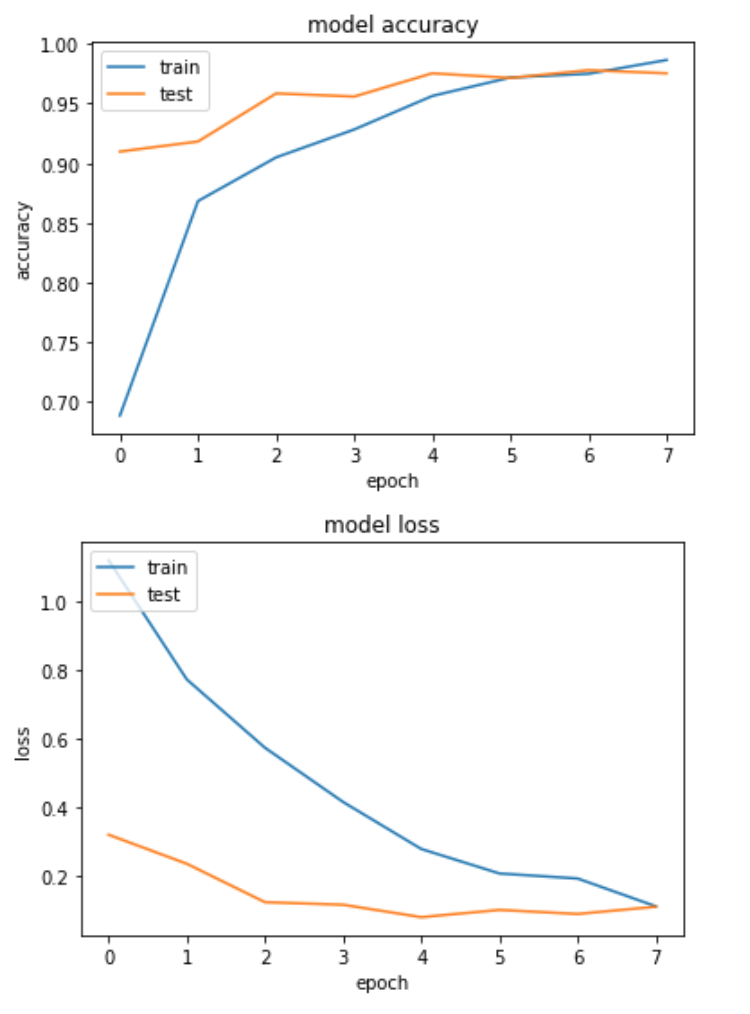 model accuracy
1.00
0.95
0.90
0.85
0.80
0.75
0.70
accuracy
train
test
0 1 2 3 4 5 6 7
epoch
model loss
1.0
0.8
0.6
0.4
0.2
loss
train
test
0 1 2 3 4 5 6 7
epoch